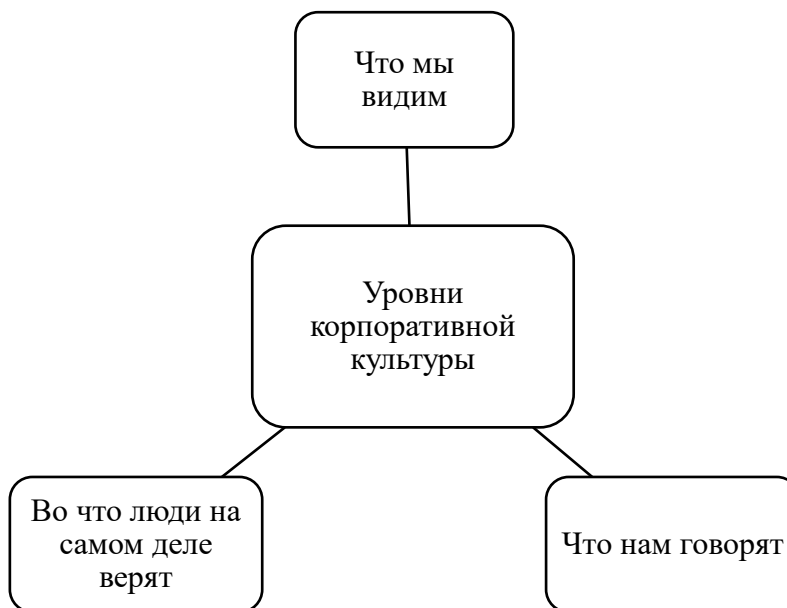 Что мы
видим
Уровни
корпоративной
культуры
Во что люди на
самом деле
верят
Что нам говорят